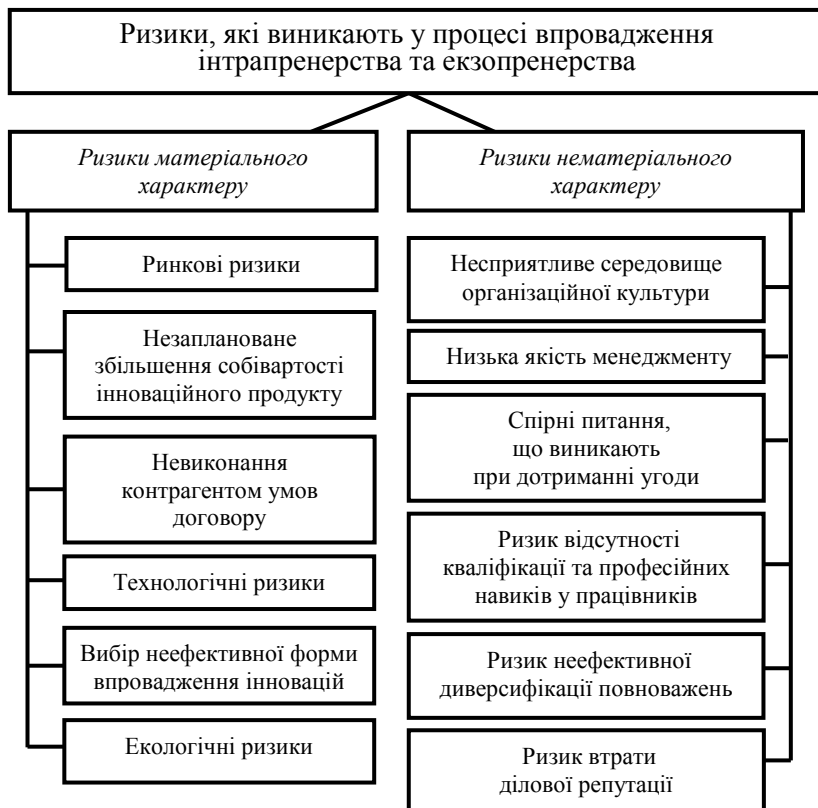 Ризики, які виникають у процесі впровадження
інтрапренерства та екзопренерства
Ризики матеріального
характеру
Ринкові ризики
Незаплановане
збільшення собівартості
інноваційного продукту
Невиконання
контрагентом умов
договору
Технологічні ризики
Вибір неефективної форми
впровадження інновацій
Екологічні ризики
Ризики нематеріального
характеру
Несприятливе середовище
організаційної культури
Низька якість менеджменту
Спірні питання,
що виникають
при дотриманні угоди
Ризик відсутності
кваліфікації та професійних
навиків у працівників
Ризик неефективної
диверсифікації повноважень
Ризик втрати
ділової репутації